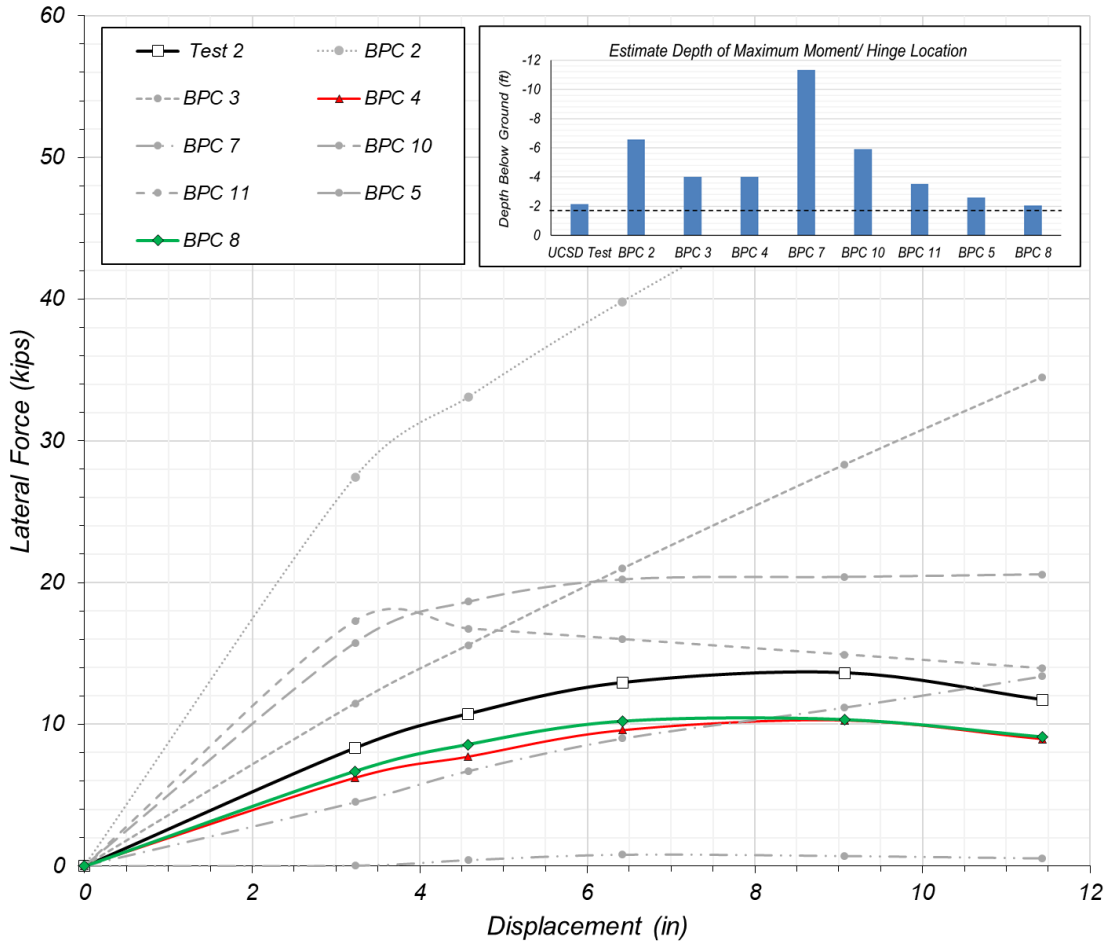 60
50
40
30
20
10
0
0
2
4
6
8
10
12
Lateral Force (kips)
Displacement (in)
Test 2
BPC 2
BPC 3
BPC 4
BPC 7
BPC 10
BPC 11
BPC 5
BPC 8
Estimate Depth of Maximum Moment/ Hinge Location
Depth Below Ground (ft)
-12
-10
-8
-6
-4
-2
0
UCSD Test
BPC 2
BPC 3
BPC 4
BPC 7
BPC 10
BPC 11
BPC 5
BPC 8